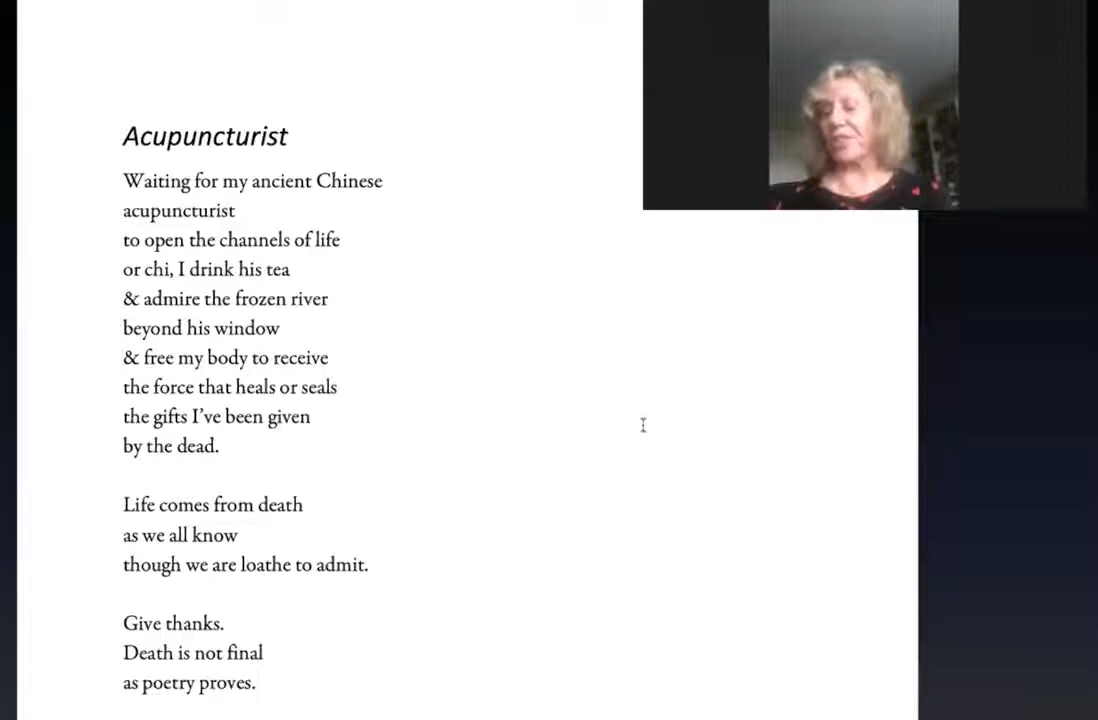 Acupuncturist
Waiting for my ancient Chinese
acupuncturist
to open the channels of life
or chi, I drink his tea
& admire the frozen river
beyond his window
& free my body to receive
the force that heals or seals
the gifts I've been given
by the dead.
Life comes from death
as we all know
though we are loathe to admit.
Give thanks.
Death is not final
as poetry proves.